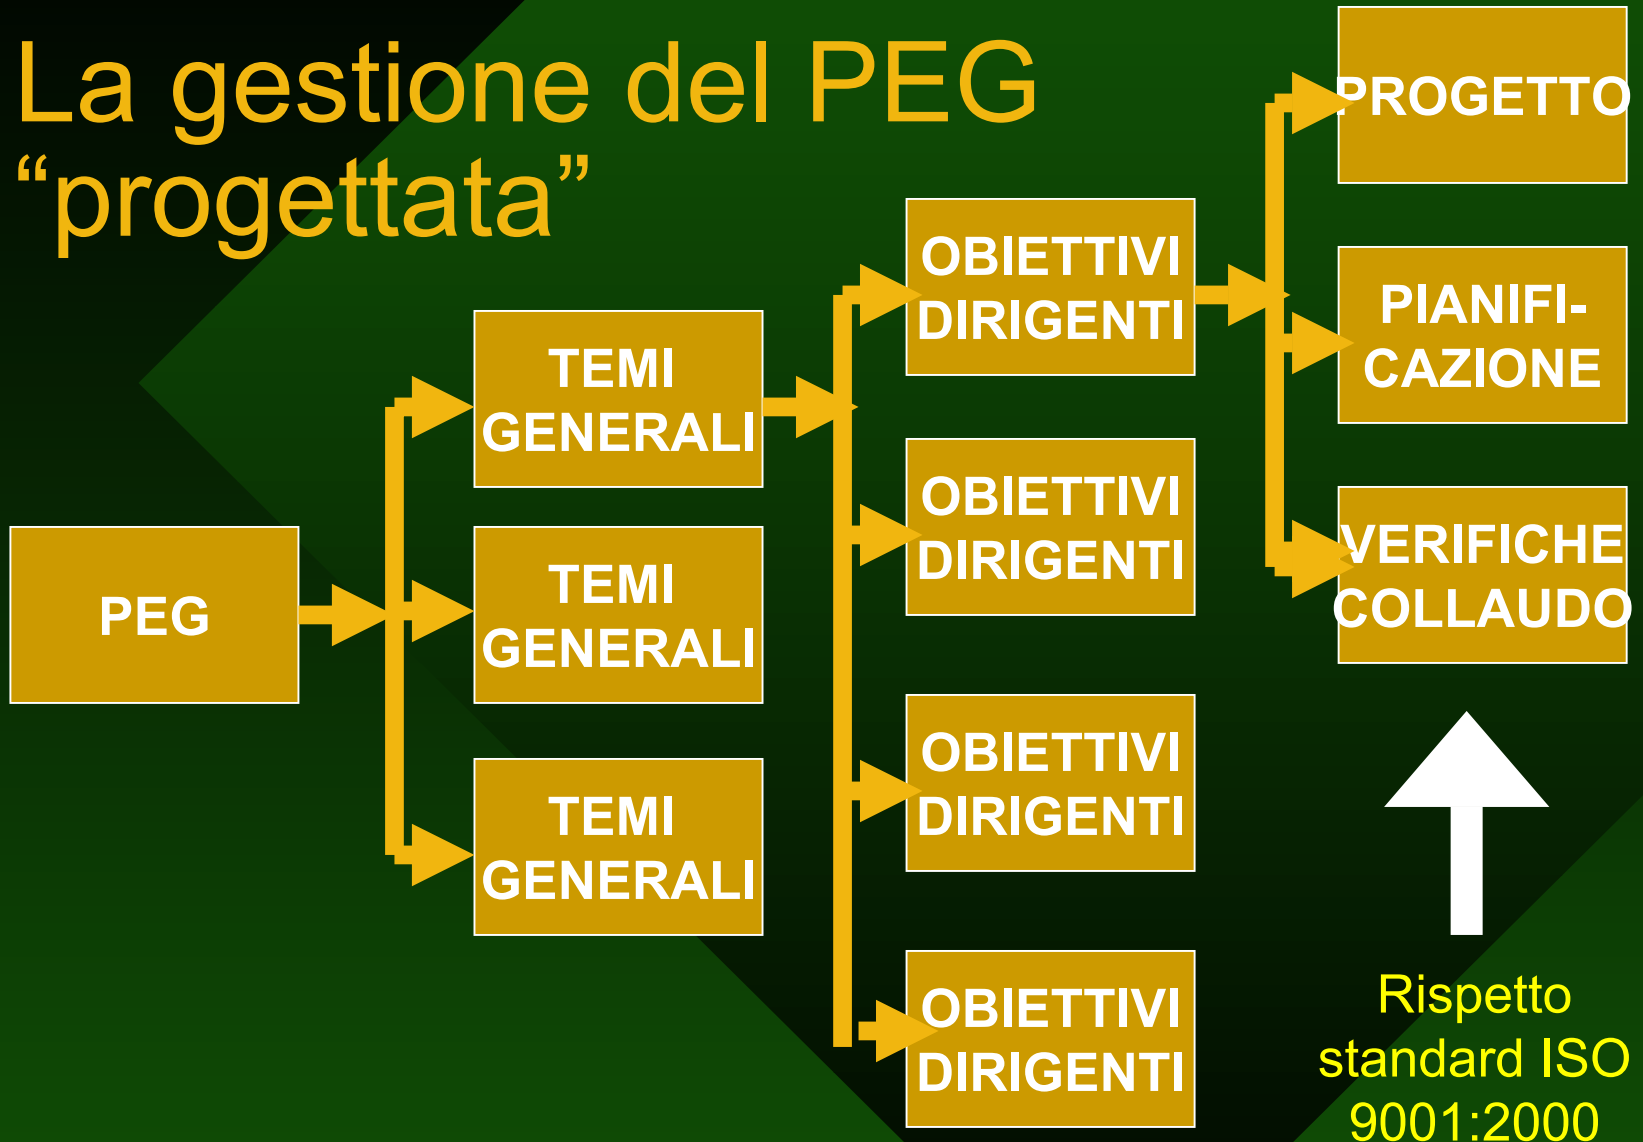 La gestione del PEG
“progettata”
PEG
TEMI
GENERALI
TEMI
GENERALI
TEMI
GENERALI
OBIETTIVI
DIRIGENTI
OBIETTIVI
DIRIGENTI
OBIETTIVI
DIRIGENTI
OBIETTIVI
DIRIGENTI
PROGETTO
PIANIFI-
CAZIONE
VERIFICHE
COLLAUDO
Rispetto
standard ISO
9001:2000